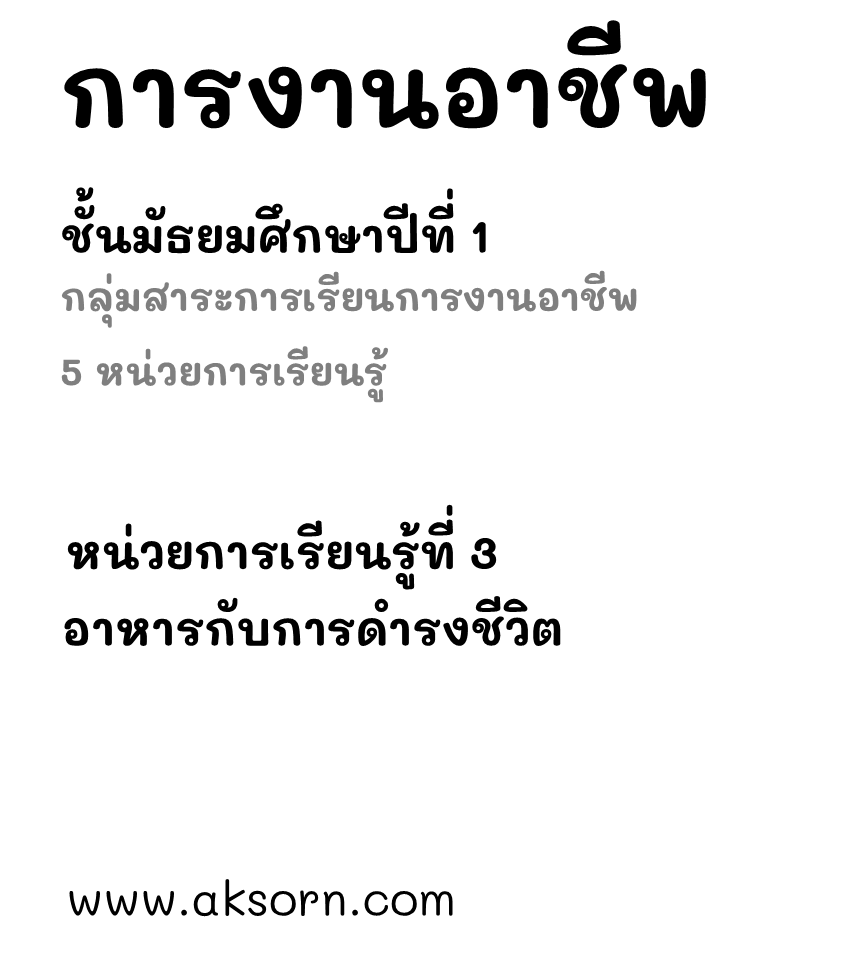 การงานอาชีพ
ชั้นมัธยมศึกษาปีที่ 1
กลุ่มสาระการเรียนการงานอาชีพ
5 หน่วยการเรียนรู้
หน่วยการเรียนรู้ที่ 3
อาหารกับการดำรงชีวิต
www.aksorn.com